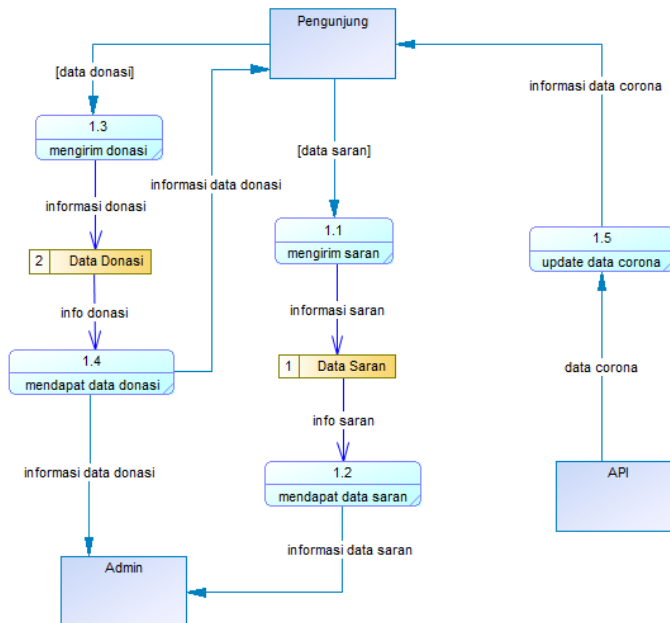 Pengunjung
[data donasi]
informasi data corona
1.3
mengirim donasi
[data saran]
informasi data donasi
informasi donasi
1.1
mengirim saran
1.5
update data corona
2 Data Donasi
informasi saran
info donasi
1.4
mendapat data donasi
1 Data Saran
data corona
info saran
informasi data donasi
1.2
mendapat data saran
API
informasi data saran
Admin